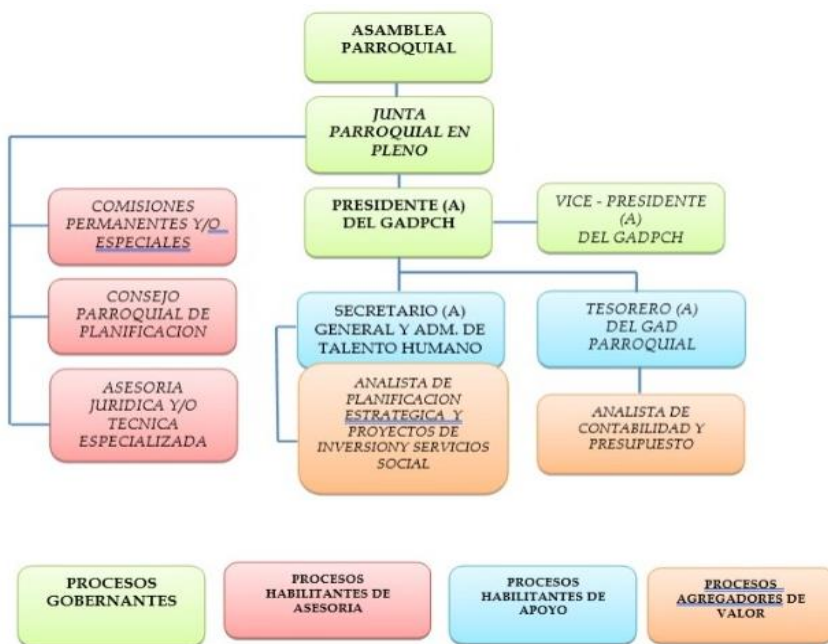 ASAMBLEA
PARROQUIAL
JUNTA
PARROQUIAL EN
PLENO
PRESIDENTE (A)
DEL GADPCH
VICE - PRESIDENTE
(A)
DEL GADPCH
COMISIONES
PERMANENTES Y/O
ESPECIALES
CONSEJO
PARROQUIAL DE
PLANIFICACION
ASESORIA
JURIDICA Y/O
TECNICA
ESPECIALIZADA
SECRETARIO (A)
GENERAL Y ADM. DE
TALENTO HUMANO
ANALISTA DE
PLANIFICACION
ESTRATEGICA Y
PROYECTOS DE
INVERSIONY SERVICIOS
SOCIAL
TESORERO (A)
DEL GAD
PARROQUIAL
ANALISTA DE
CONTABILIDAD Y
PRESUPUESTO
PROCESOS
GOBERNANTES
PROCESOS
HABILITANTES DE
ASESORIA
PROCESOS
HABILITANTES DE
APOYO
PROCESOS
AGREGADORES DE
VALOR